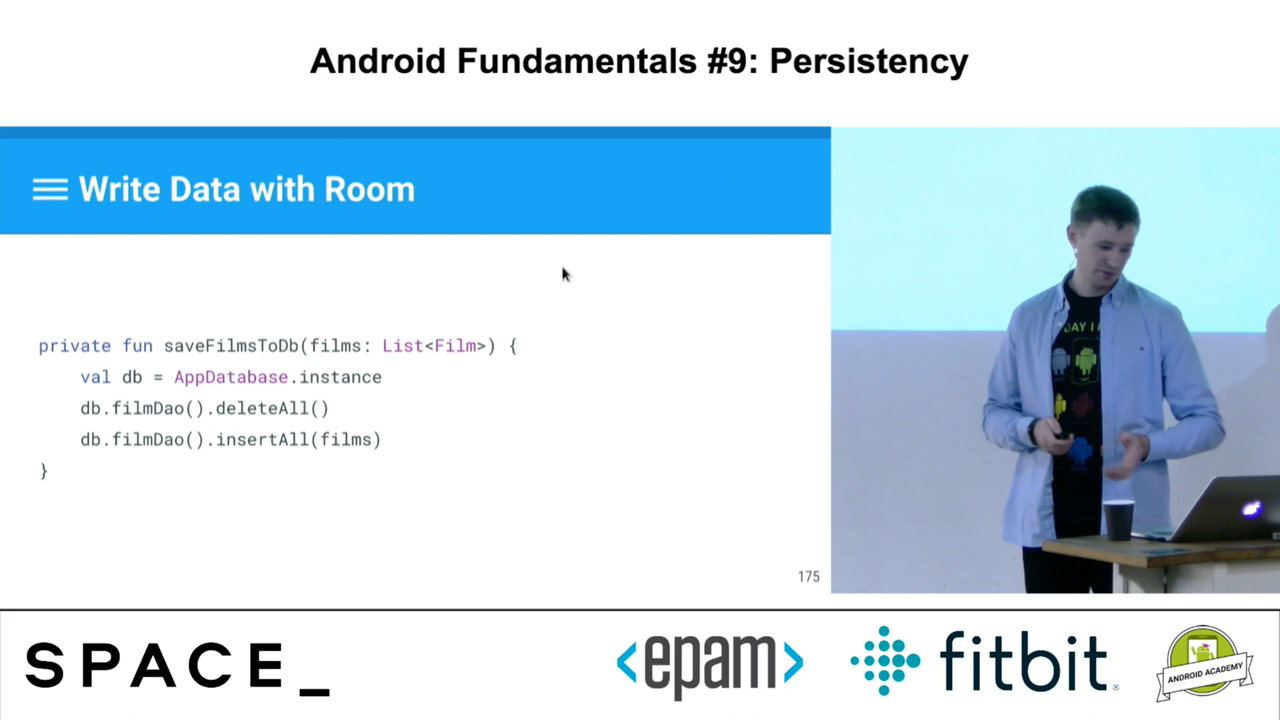 Android Fundamentals #9: Persistency
Write Data with Room
private fun saveFilmsToDb(films: List<Film>) {
    val db = AppDatabase.instance
    db.filmDao().deleteAll()
    db.filmDao().insertAll(films)
}
175
DAY I
SPACE_
<epam>
fitbit®
ANDROID ACADEMY